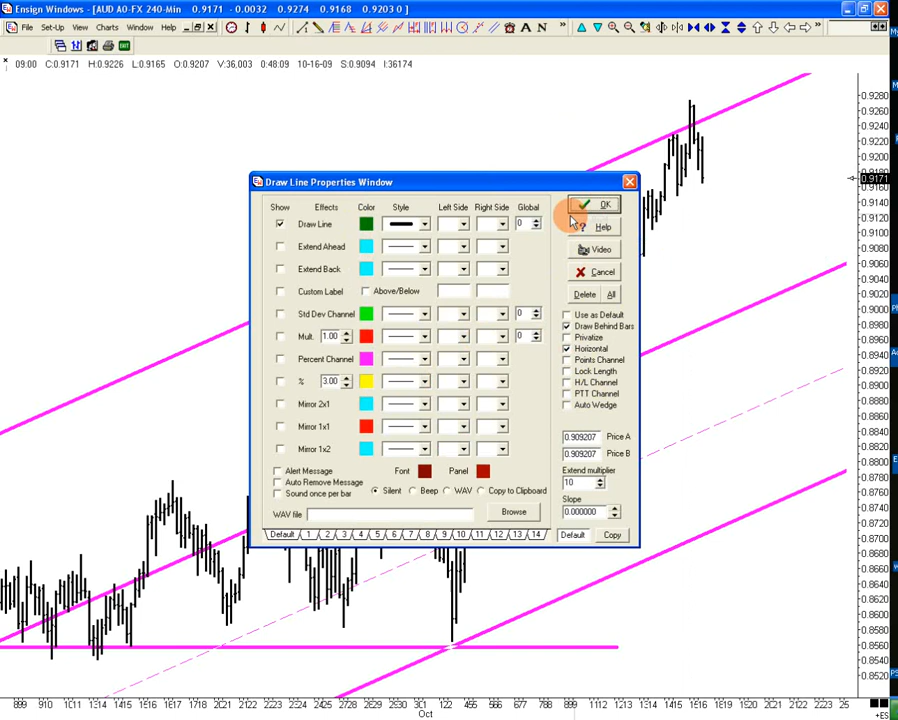 Ensign Windows - [AUD A0-FX 240-Min 0.9171 - 0.0032 0.9274 0.9168 0.9203 0 ]
File Set-Up View Charts Window Help
09:00 C:0.9171 H:0.9226 L:0.9165 O:0.9207 V:36,003 0:48:09 10-16-09 S:0.9094 I:36174
Draw Line Properties Window
Show Effects Color Style Left Side Right Side Global
Draw Line 0
Extend Ahead
Extend Back
Custom Label Above/Below
Std Dev Channel 0
Mult. 1.00 0
Percent Channel
% 3.00
Mirror 2x1
Mirror 1x1
Mirror 1x2
Alert Message Font Panel
Auto Remove Message
Sound once per bar Silent Beep WAV Copy to Clipboard
WAV file Browse
Default 1 2 3 4 5 6 7 8 9 10 11 12 13 14
OK
Help
Video
Cancel
Delete All
Use as Default
Draw Behind Bars
Privatize
Horizontal
Points Channel
Lock Length
H/L Channel
PTT Channel
Auto Wedge
0.909207 Price A
0.909207 Price B
Extend multiplier
10
Slope
0.000000
Default Copy
0.9280
0.9260
0.9240
0.9220
0.9200
0.9171
0.9160
0.9140
0.9120
0.9100
0.9080
0.9060
0.9040
0.9020
0.9000
0.8980
0.8960
0.8940
0.8920
0.8900
0.8880
0.8860
0.8840
0.8820
0.8800
0.8780
0.8760
0.8740
0.8720
0.8700
0.8680
0.8660
0.8640
0.8620
0.8600
0.8560
0.8540
0.8520
Oct
+ES